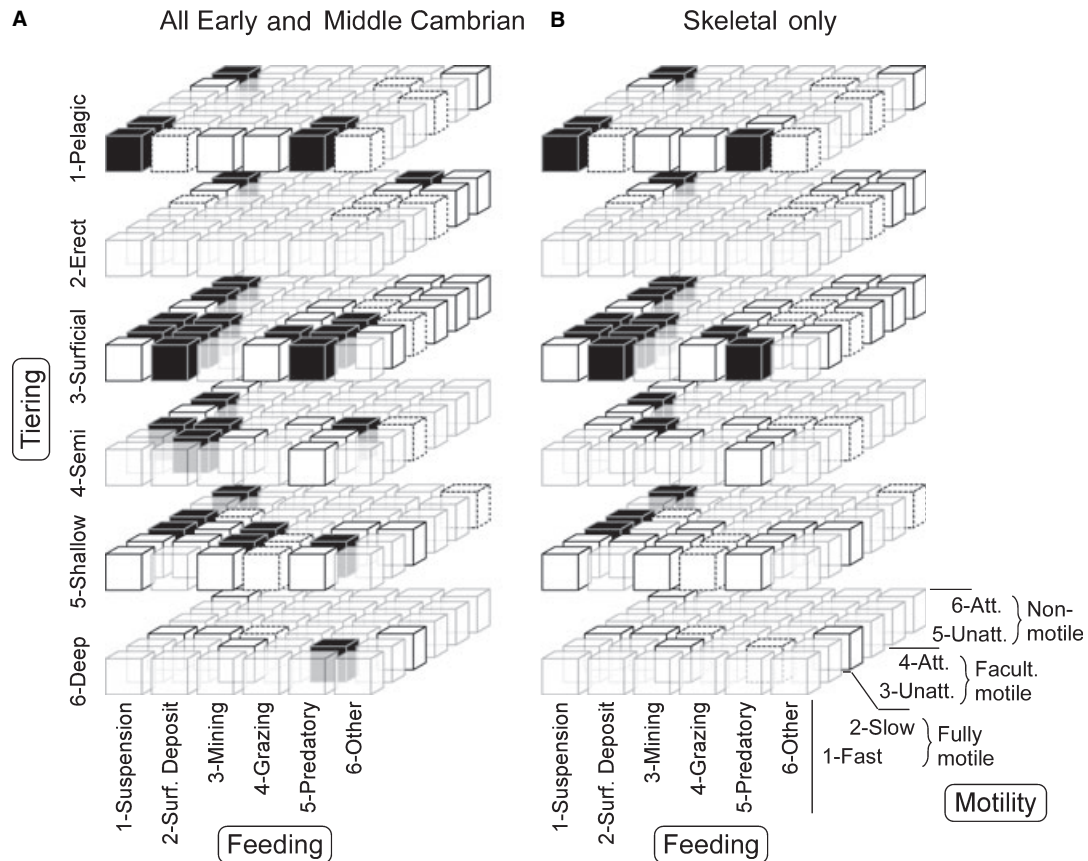 A All Early and Middle Cambrian
B Skeletal only
Tiering
1-Pelagic
2-Erect
3-Surficial
4-Semi
5-Shallow
6-Deep
1-Suspension
2-Surf. Deposit
3-Mining
4-Grazing
5-Predatory
6-Other
Feeding
1-Suspension
2-Surf. Deposit
3-Mining
4-Grazing
5-Predatory
6-Other
Feeding
6-Att.
5-Unatt.
Non-
motile
4-Att.
3-Unatt.
Facult.
motile
2-Slow
1-Fast
Fully
motile
Motility